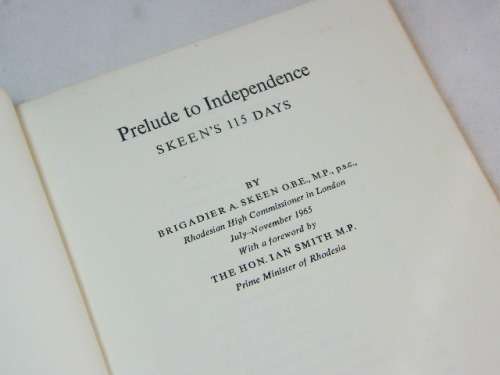 Prelude to Independence
SKEEN'S 115 DAYS
BY
BRIGADIER A. SKEEN O.B.E., M.P., p.s.c.,
Rhodesian High Commissioner in London
July-November 1965
With a foreword by
THE HON. IAN SMITH M.P.
Prime Minister of Rhodesia